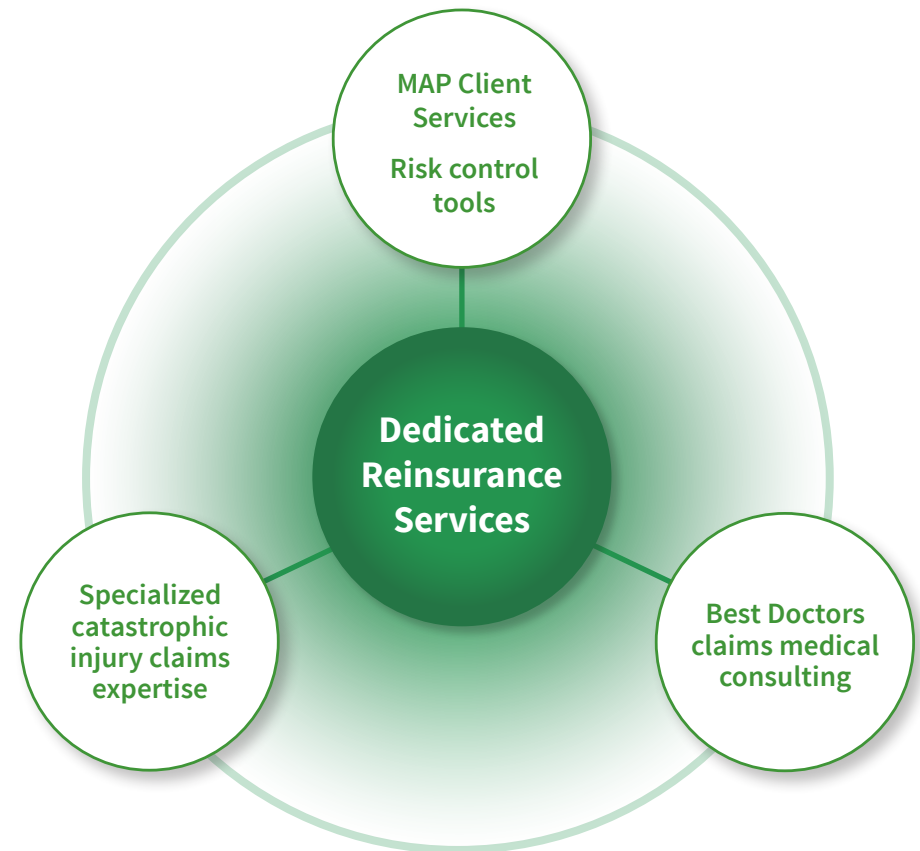 MAP Client
Services
Risk control
tools
Dedicated
Reinsurance
Services
Specialized
catastrophic
injury claims
expertise
Best Doctors
claims medical
consulting